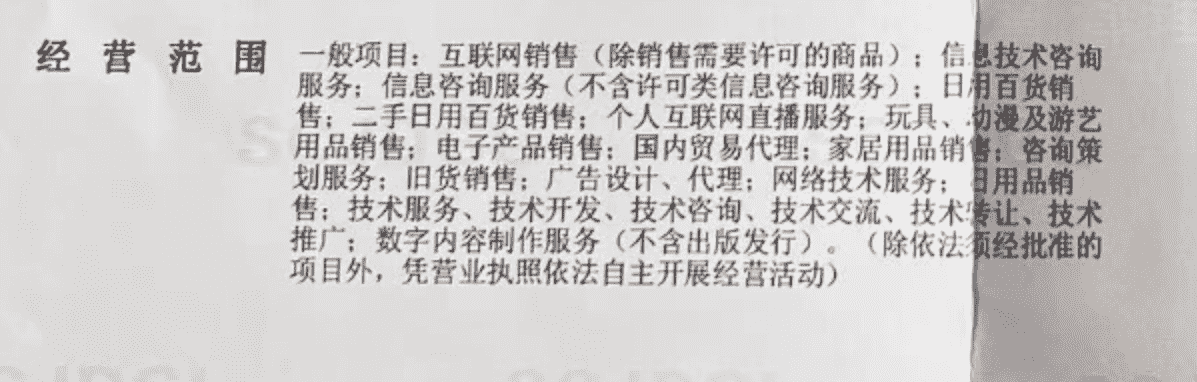 经营范围 一般项目：互联网销售（除销售需要许可的商品）；信息技术咨询
服务；信息咨询服务（不含许可类信息咨询服务）；日用百货销
售；二手日用百货销售；个人互联网直播服务；玩具、动漫及游艺
用品销售；电子产品销售；国内贸易代理；家居用品销售；咨询策
划服务；旧货销售；广告设计、代理；网络技术服务；日用品销
售；技术服务、技术开发、技术咨询、技术交流、技术转让、技术
推广；数字内容制作服务（不含出版发行）。（除依法须经批准的
项目外，凭营业执照依法自主开展经营活动）